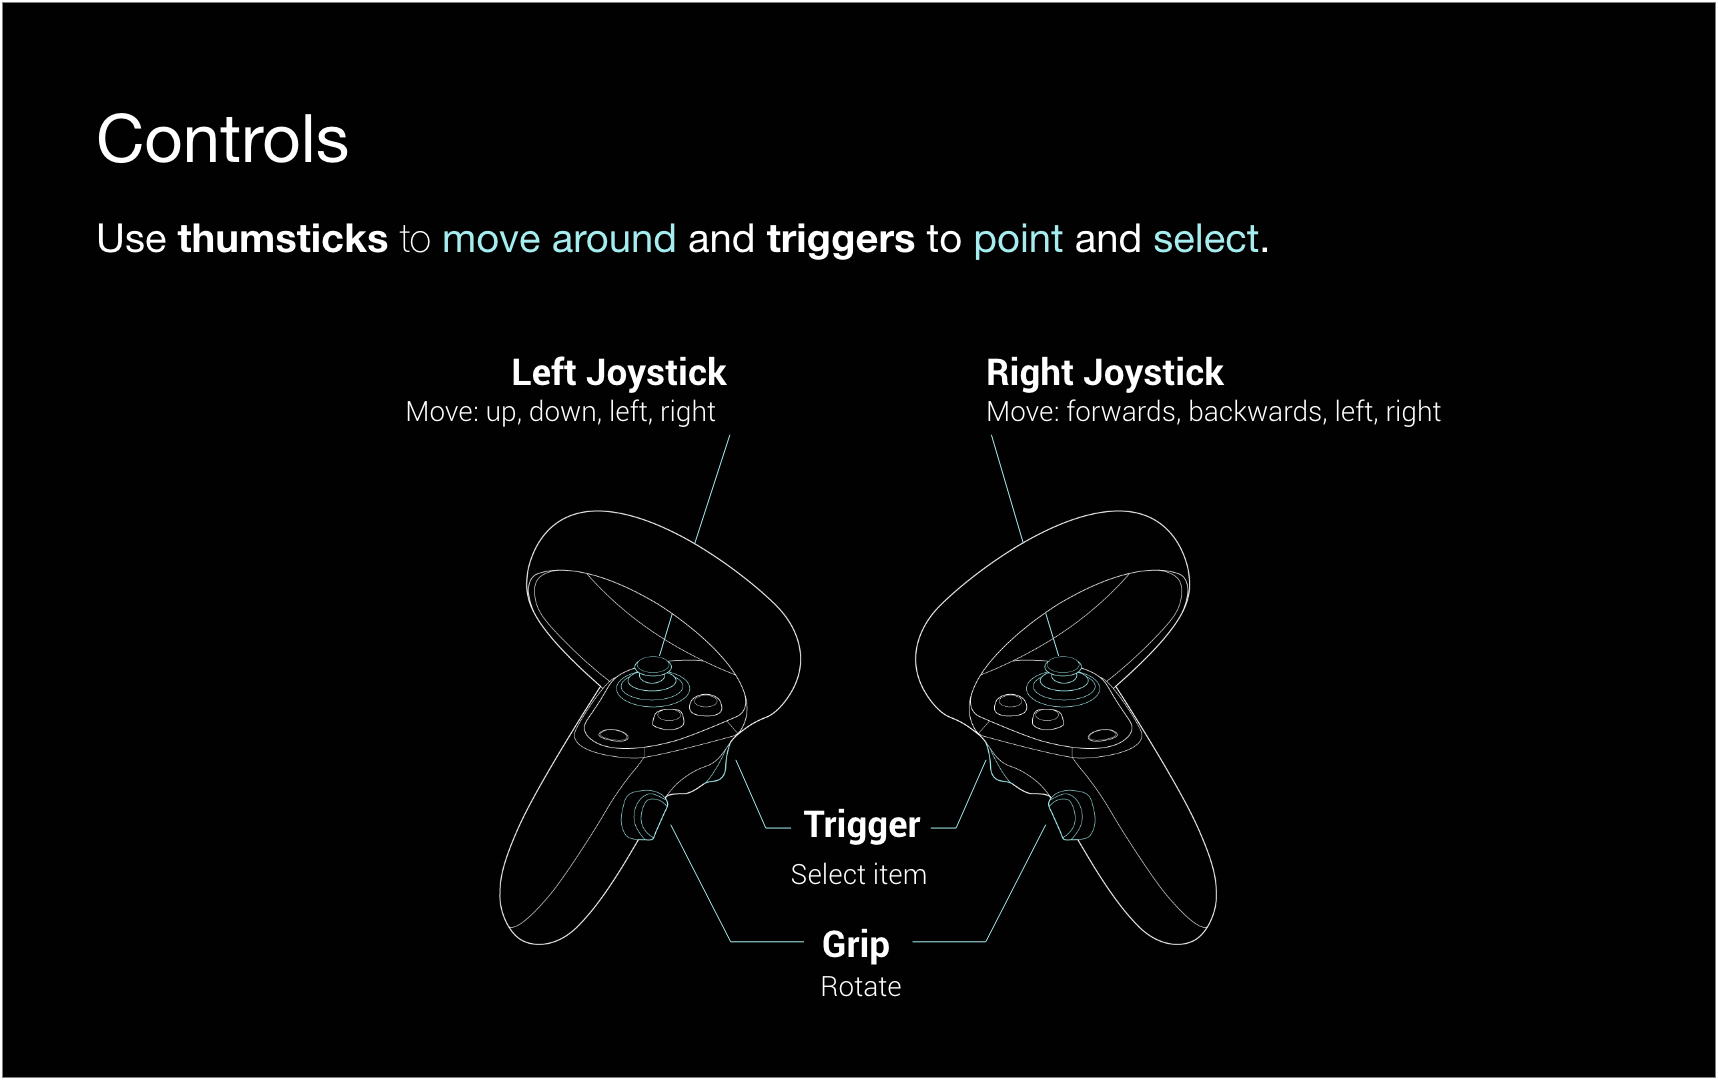 Controls
Use thumsticks to move around and triggers to point and select.
Left Joystick
Move: up, down, left, right
Right Joystick
Move: forwards, backwards, left, right
Trigger
Select item
Grip
Rotate